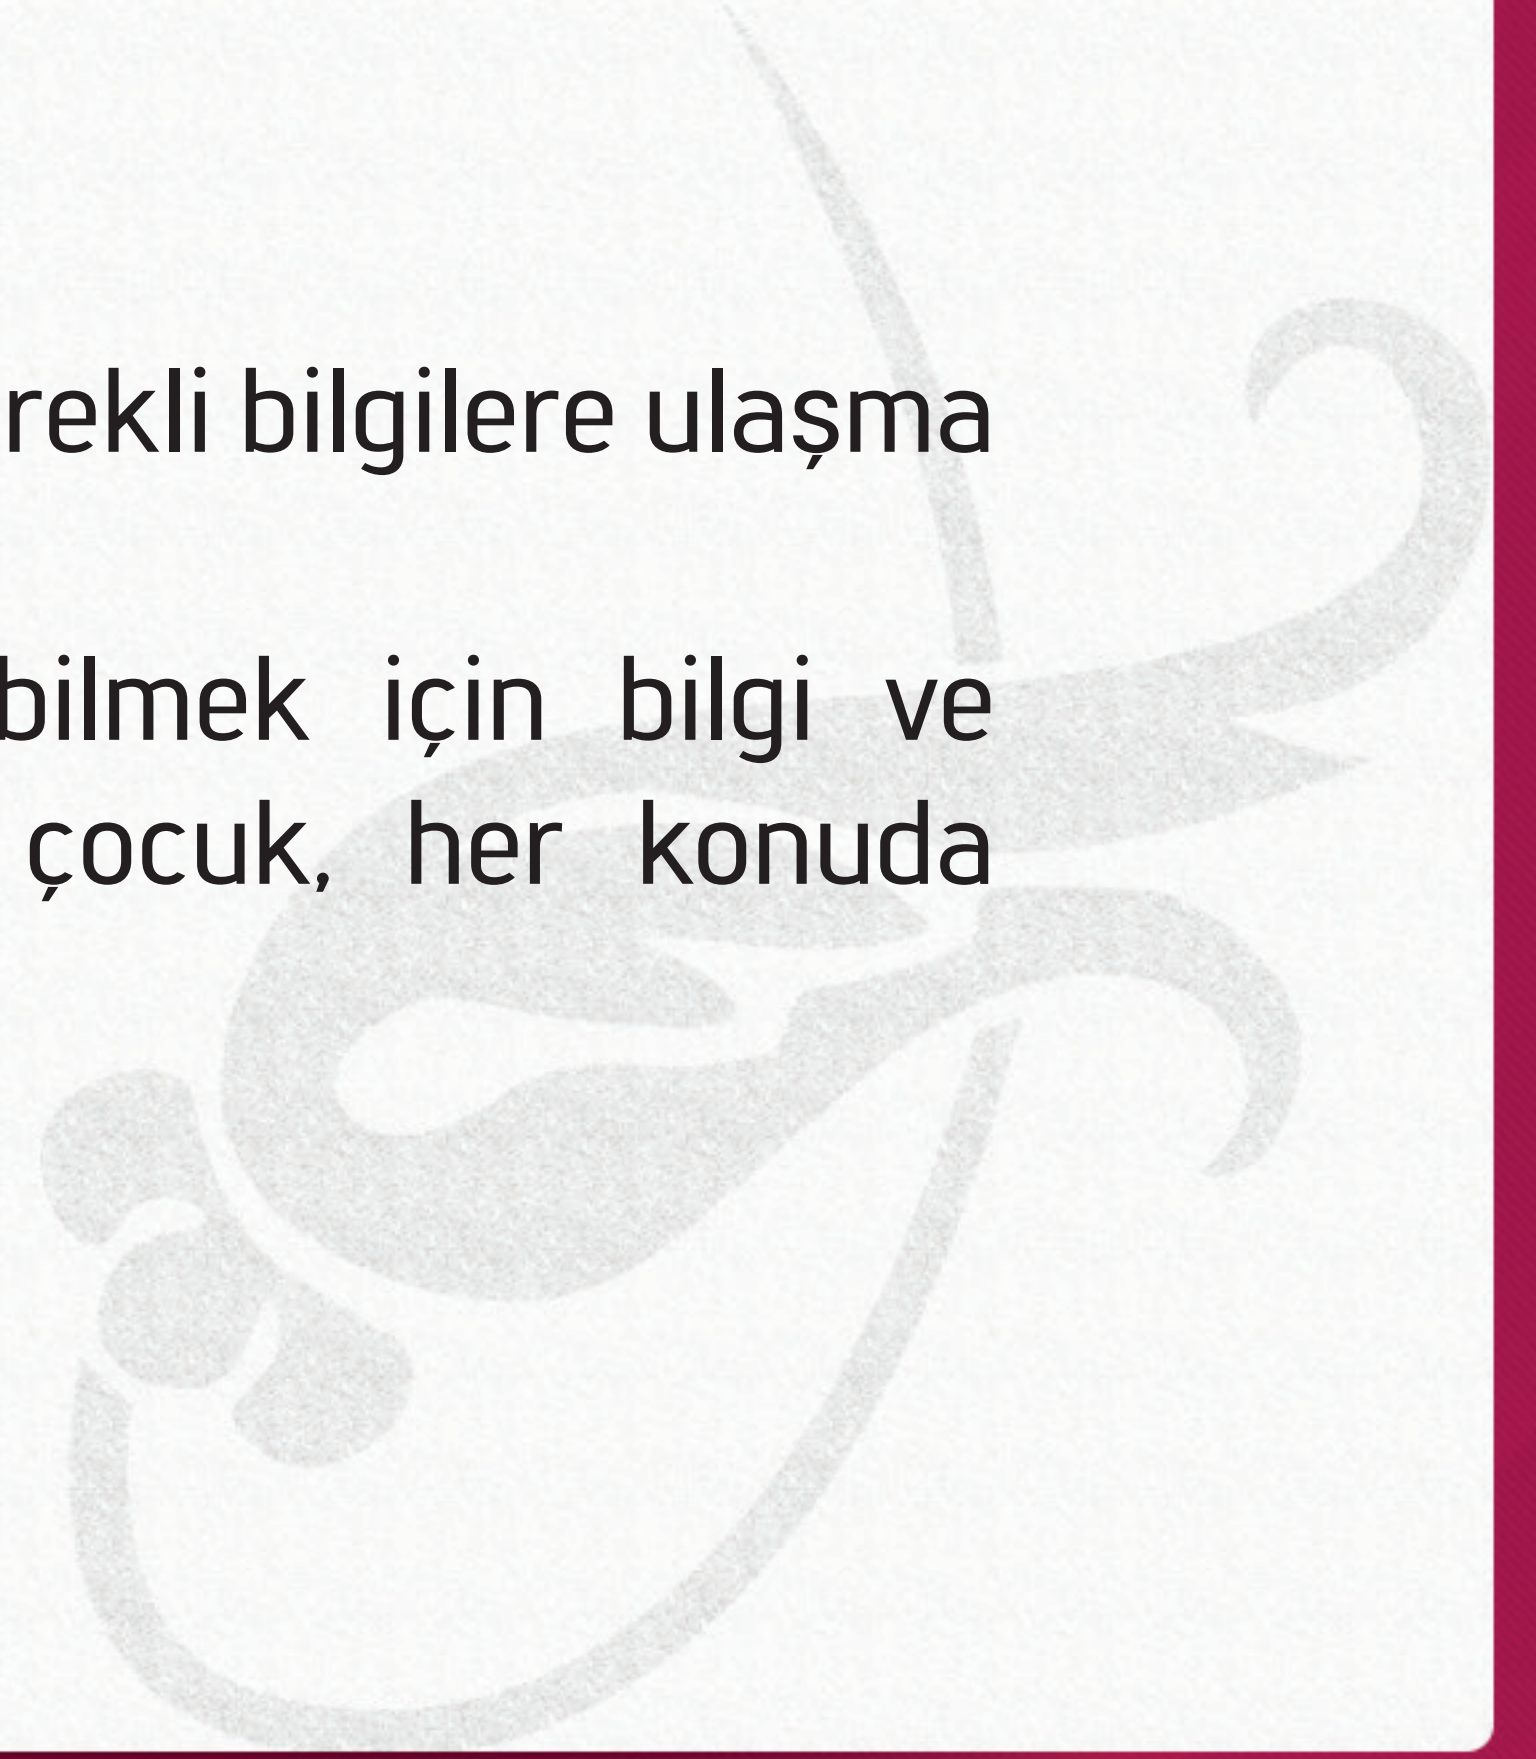 rekli bilgilere ulaşma
bilmek için bilgi ve
çocuk, her konuda